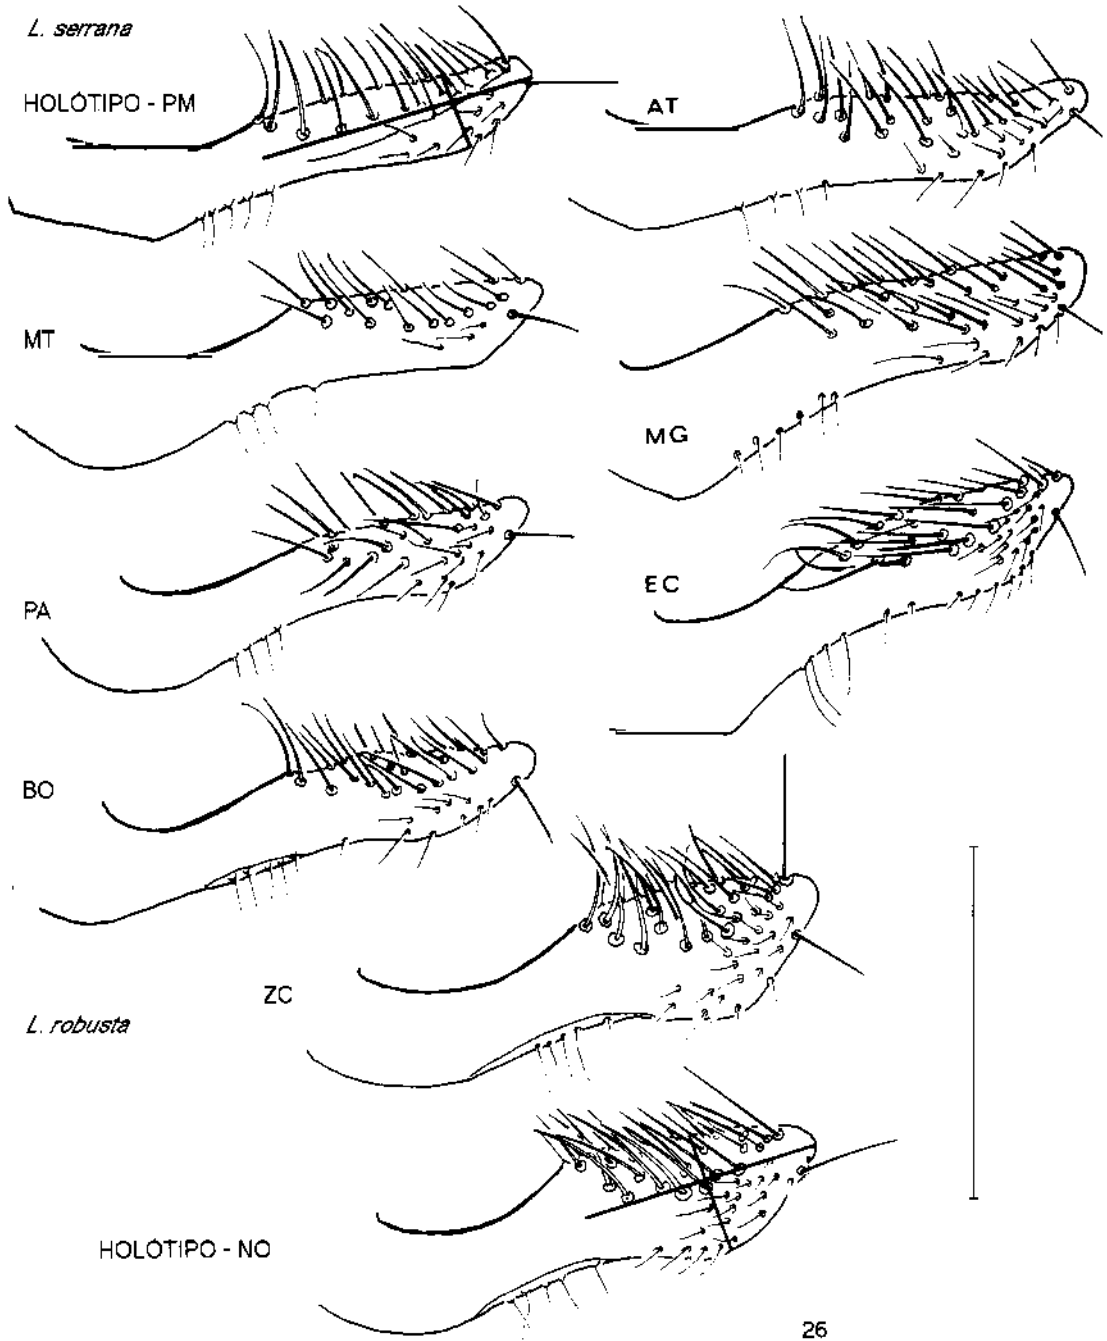 L. serrana
HOLÓTIPO - PM
AT
MT
MG
PA
EC
BO
ZC
L. robusta
HOLÓTIPO - NO
26